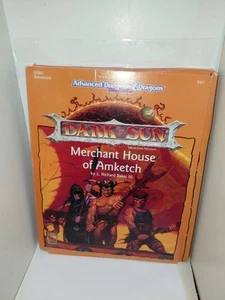 Advanced Dungeons & Dragons
DARK SUN
Merchant House
of Amketch
by L. Richard Baker III